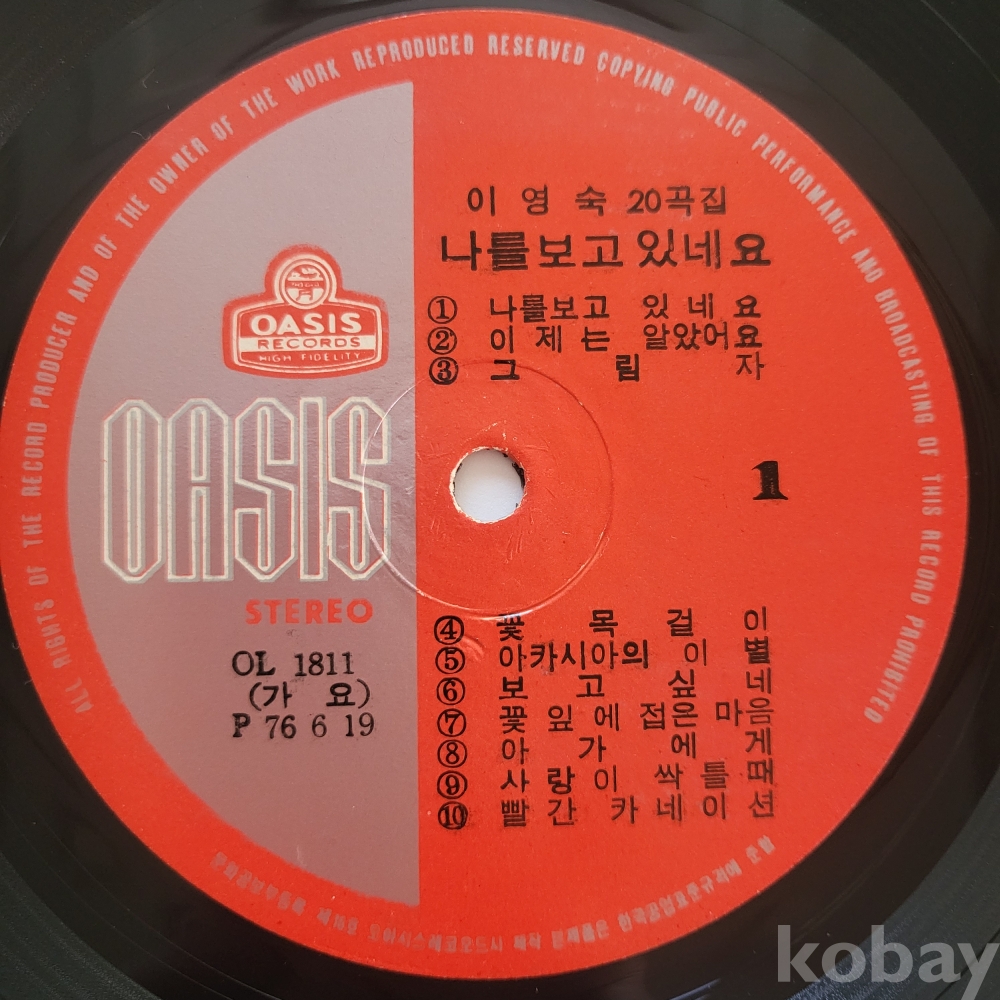 ALL RIGHTS OF THE RECORD PRODUCER AND OF THE OWNER OF THE WORK REPRODUCED RESERVED COPYING PUBLIC PERFORMANCE AND BROADCASTING OF THIS RECORD PROHIBITED
이영숙 20곡집
나를보고 있네요
① 나를보고 있네요
② 이제는 알았어요
③ 그림자
OASIS
RECORDS
HIGH FIDELITY
OASIS
1
STEREO
OL 1811
(가요)
P 76 6 19
④ 꽃목걸이
⑤ 아카시아의 이별
⑥ 보고싶네
⑦ 꽃잎에 접은 마음
⑧ 아가에게
⑨ 사랑이 싹틀때
⑩ 빨간 카네이션
kobay